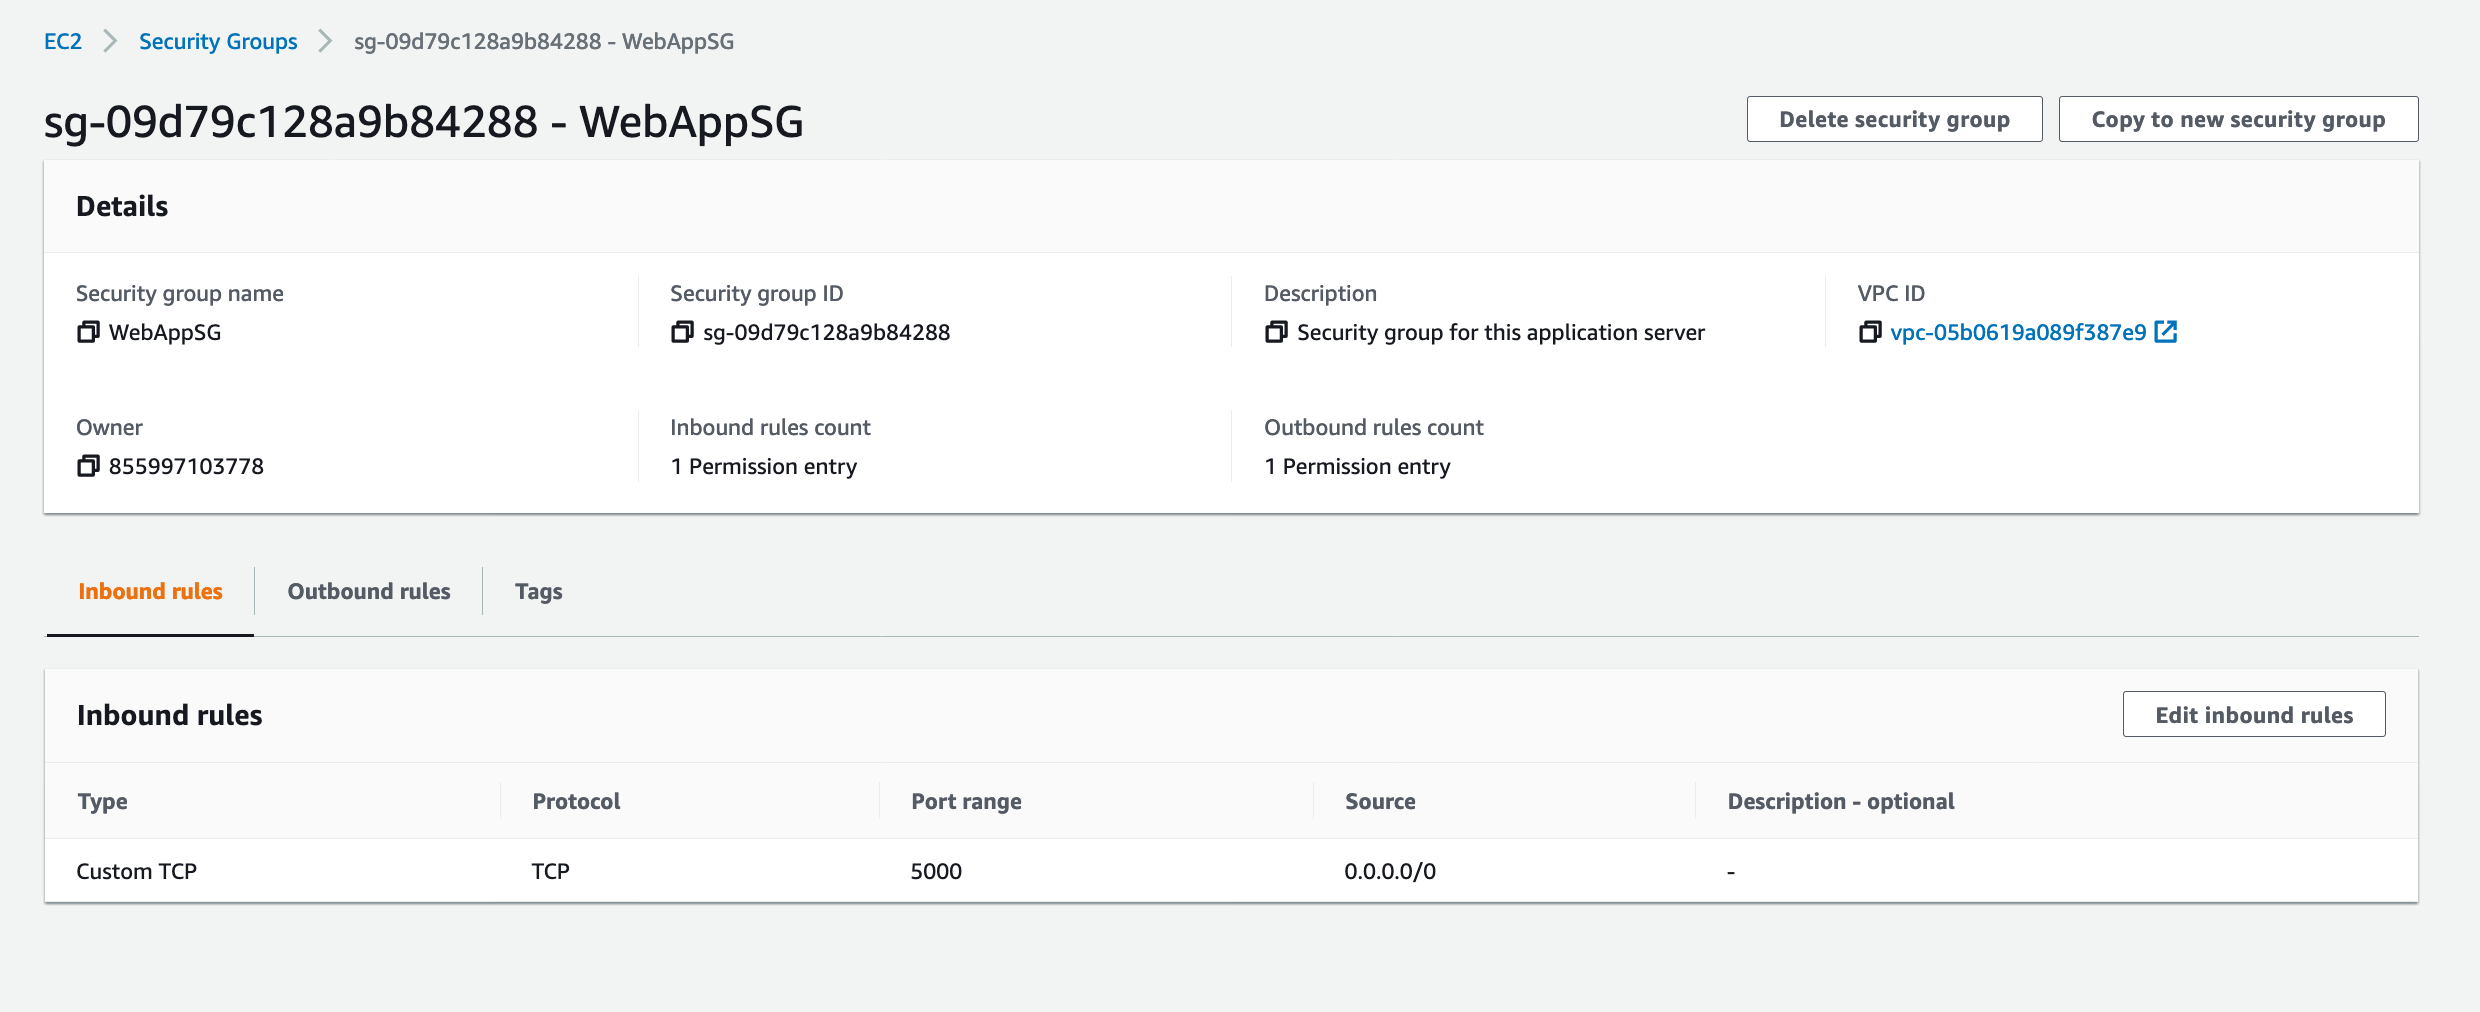 EC2 > Security Groups > sg-09d79c128a9b84288 - WebAppSG
sg-09d79c128a9b84288 - WebAppSG
Delete security group Copy to new security group
Details
Security group name Security group ID Description VPC ID
WebAppSG sg-09d79c128a9b84288 Security group for this application server vpc-05b0619a089f387e9
Owner Inbound rules count Outbound rules count
855997103778 1 Permission entry 1 Permission entry
Inbound rules Outbound rules Tags
Inbound rules Edit inbound rules
Type Protocol Port range Source Description - optional
Custom TCP TCP 5000 0.0.0.0/0 -